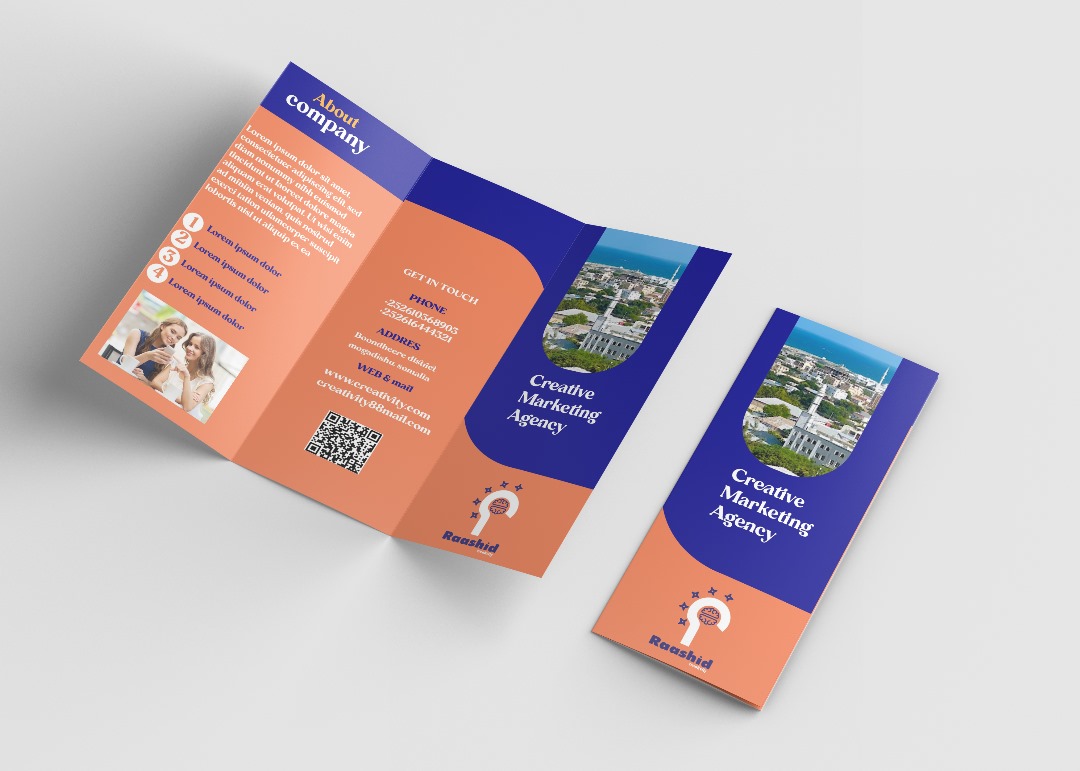 About
company
Lorem ipsum dolor sit amet,
consectetuer adipiscing elit, sed
diam nonummy nibh euismod
tincidunt ut laoreet dolore magna
aliquam erat volutpat. Ut wisi enim
ad minim veniam, quis nostrud
exerci tation ullamcorper suscipit
lobortis nisl ut aliquip ex ea
1 Lorem ipsum dolor
2 Lorem ipsum dolor
3 Lorem ipsum dolor
4 Lorem ipsum dolor
GET IN TOUCH
PHONE
+252610568905
+252616444521
ADDRES
Boondheere disinct
mogadishu somalia
WEB & mail
www.creativity.com
creativity88mail.com
Creative
Marketing
Agency
Raashid
Creative
Marketing
Agency
Raashid